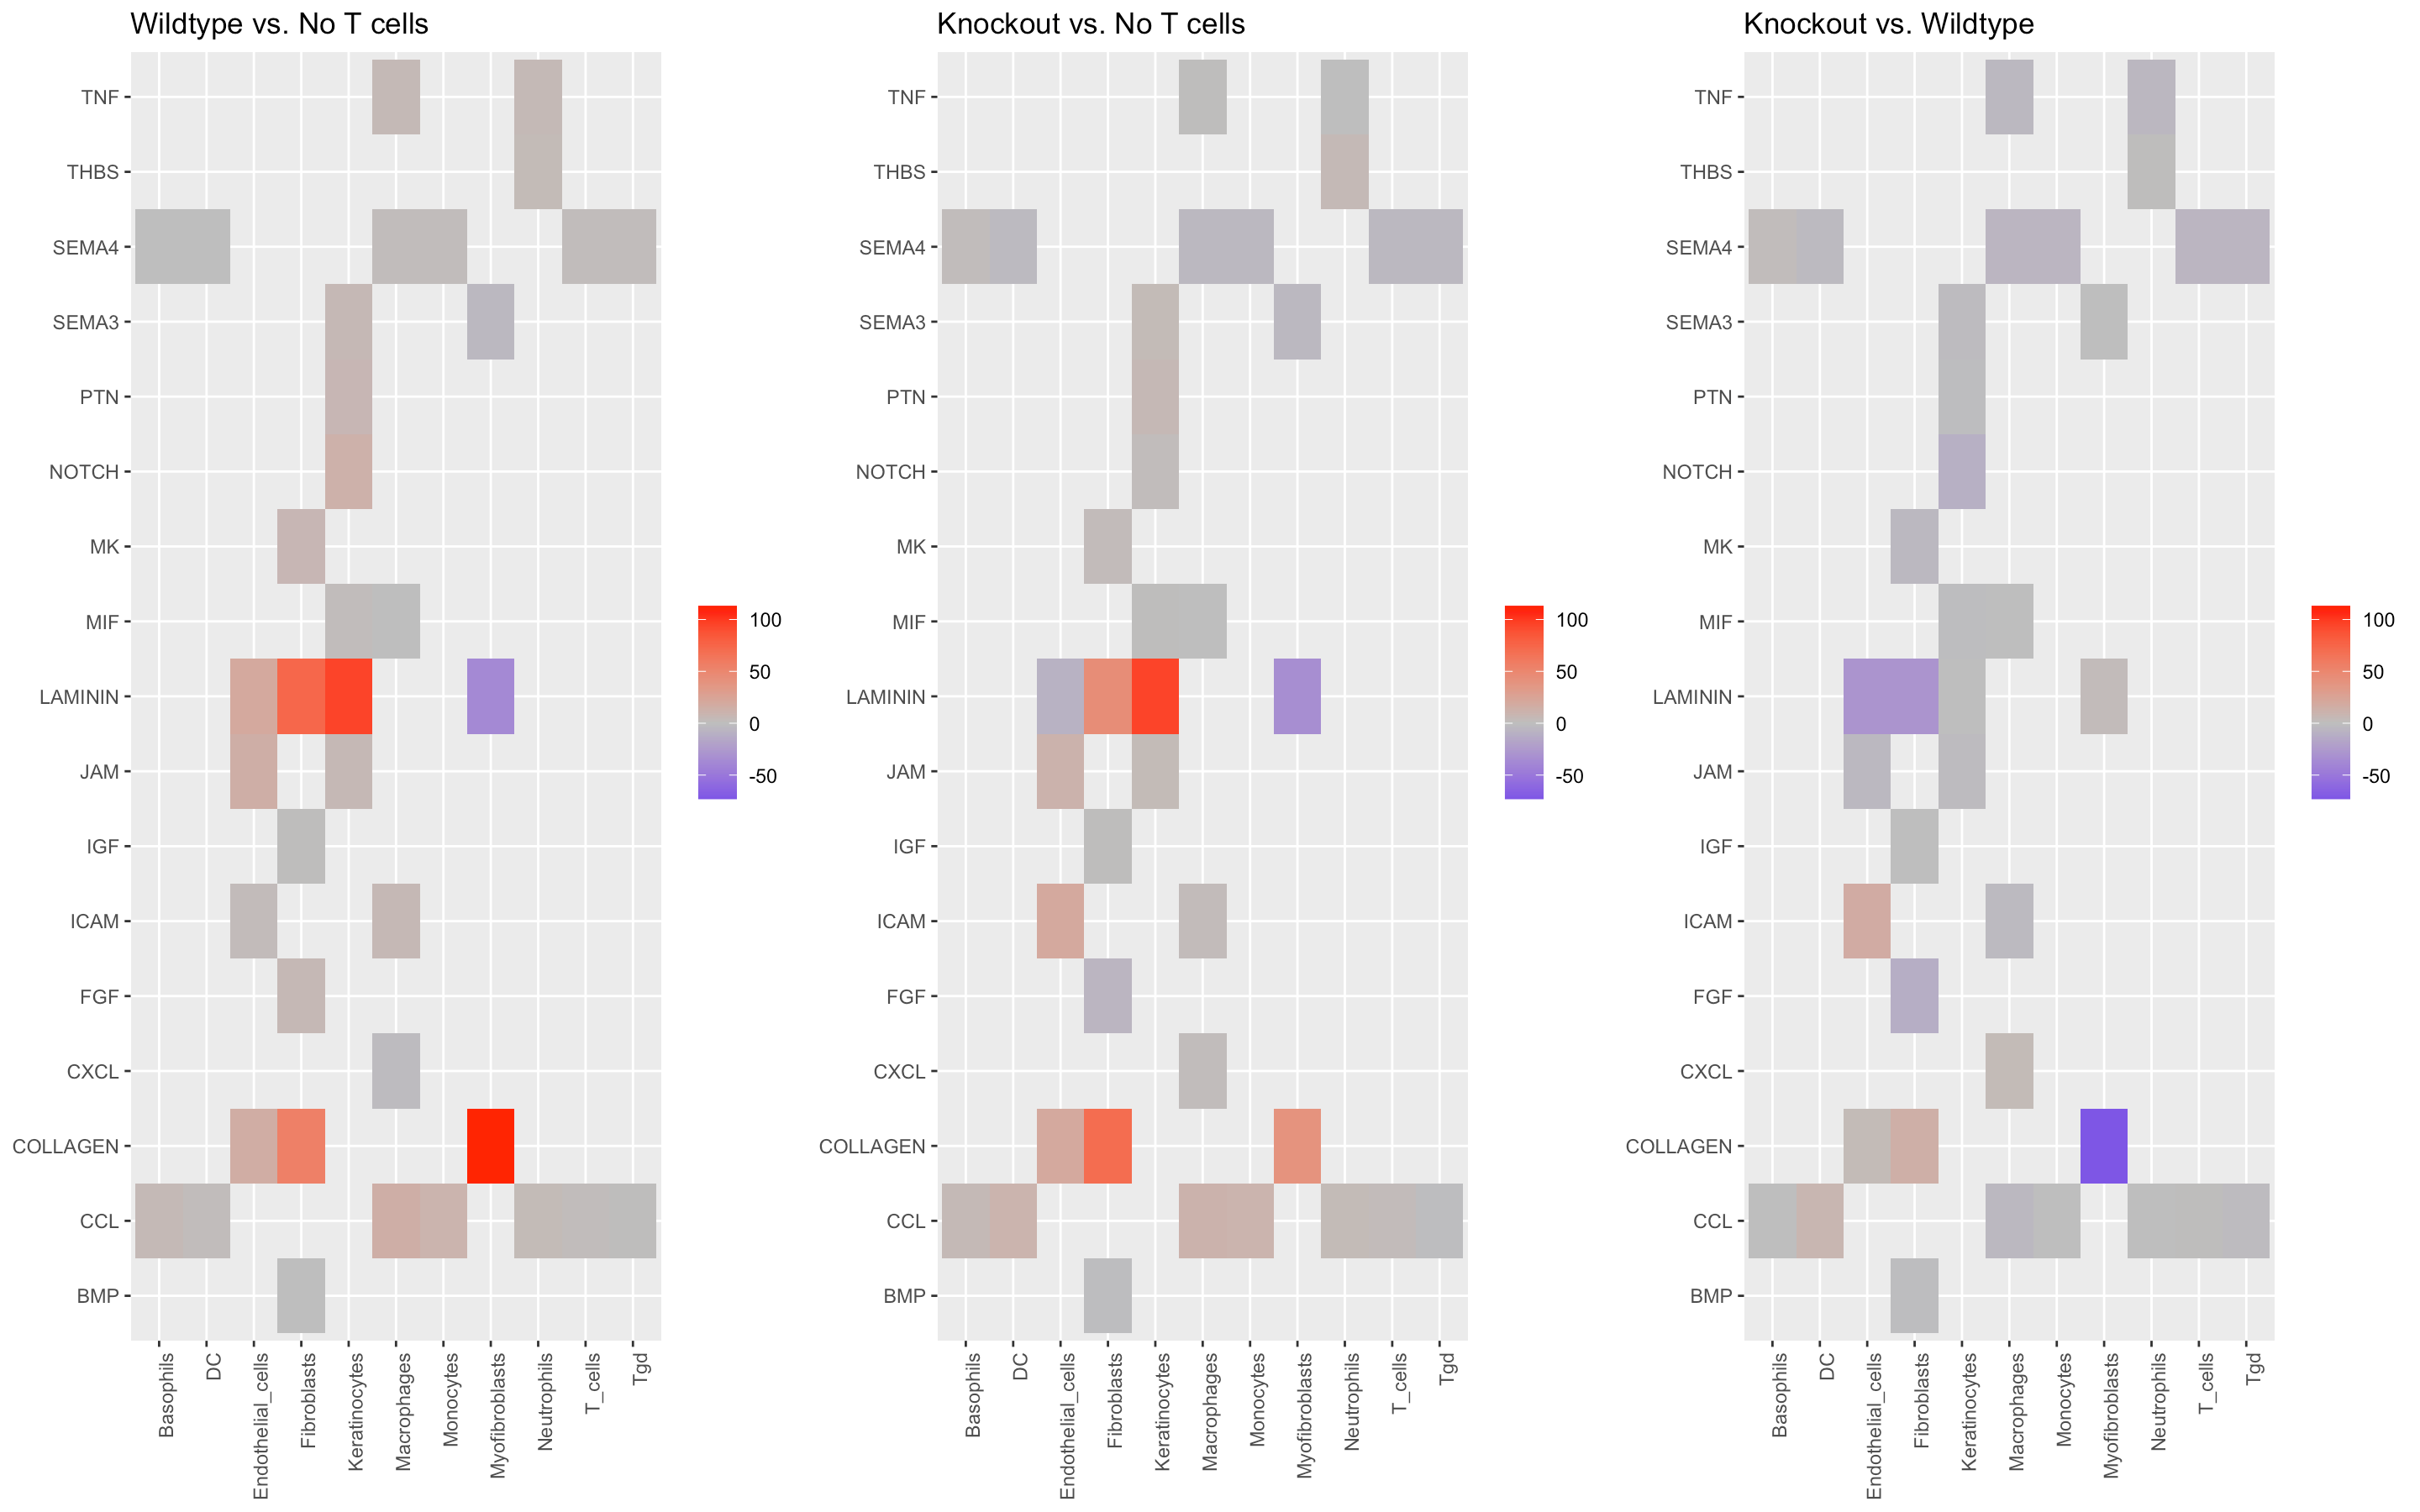 Wildtype vs. No T cells
TNF
THBS
SEMA4
SEMA3
PTN
NOTCH
MK
MIF
LAMININ
JAM
IGF
ICAM
FGF
CXCL
COLLAGEN
CCL
BMP
Basophils
DC
Endothelial_cells
Fibroblasts
Keratinocytes
Macrophages
Monocytes
Myofibroblasts
Neutrophils
T_cells
Tgd
100
50
0
-50
Knockout vs. No T cells
TNF
THBS
SEMA4
SEMA3
PTN
NOTCH
MK
MIF
LAMININ
JAM
IGF
ICAM
FGF
CXCL
COLLAGEN
CCL
BMP
Basophils
DC
Endothelial_cells
Fibroblasts
Keratinocytes
Macrophages
Monocytes
Myofibroblasts
Neutrophils
T_cells
Tgd
100
50
0
-50
Knockout vs. Wildtype
TNF
THBS
SEMA4
SEMA3
PTN
NOTCH
MK
MIF
LAMININ
JAM
IGF
ICAM
FGF
CXCL
COLLAGEN
CCL
BMP
Basophils
DC
Endothelial_cells
Fibroblasts
Keratinocytes
Macrophages
Monocytes
Myofibroblasts
Neutrophils
T_cells
Tgd
100
50
0
-50